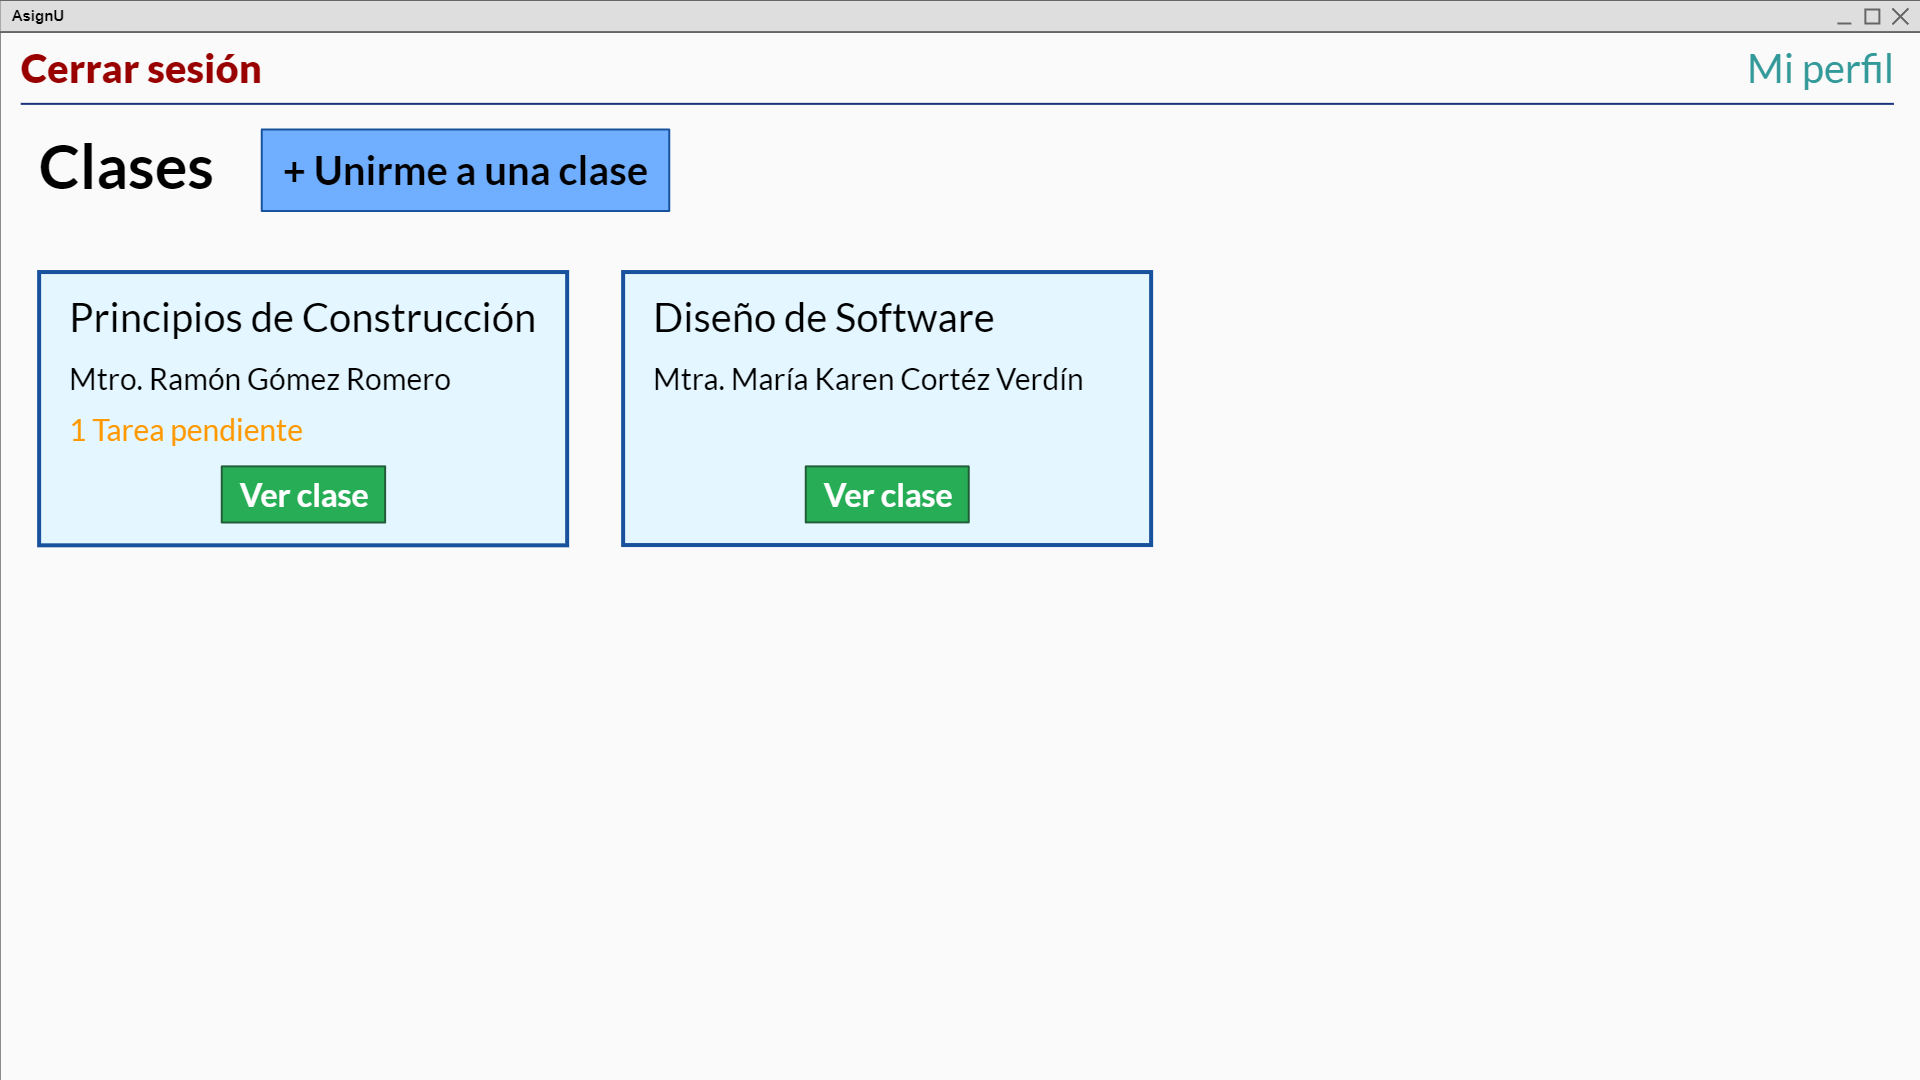 AsignU
Cerrar sesión
Mi perfil
Clases
+ Unirme a una clase
Principios de Construcción
Mtro. Ramón Gómez Romero
1 Tarea pendiente
Ver clase
Diseño de Software
Mtra. María Karen Cortéz Verdín
Ver clase